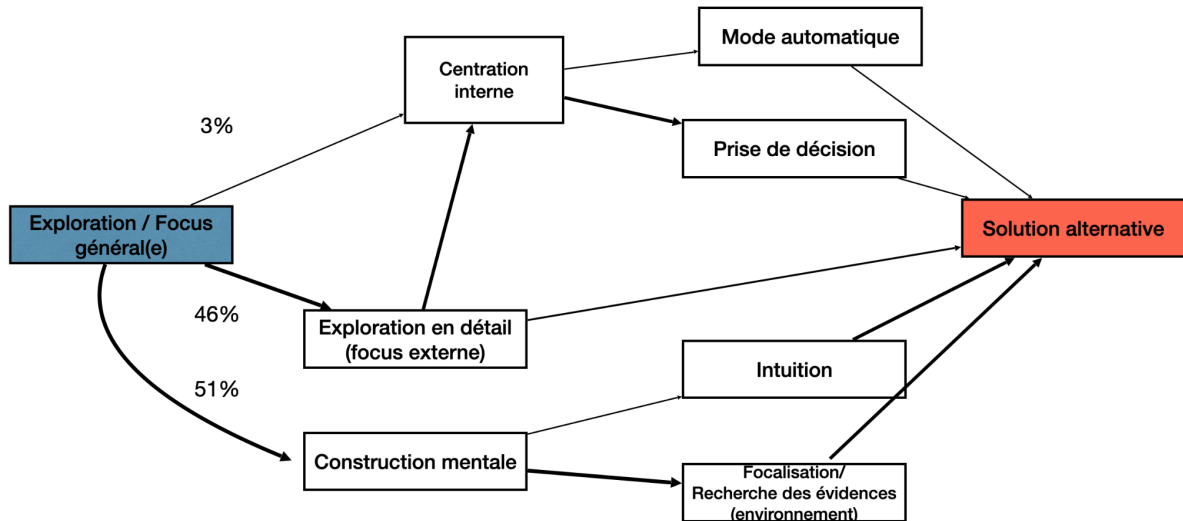 Mode automatique
Centration
interne
3%
Prise de décision
Exploration / Focus
général(e)
Solution alternative
46%
Exploration en détail
(focus externe)
51%
Intuition
Construction mentale
Focalisation/
Recherche des évidences
(environnement)